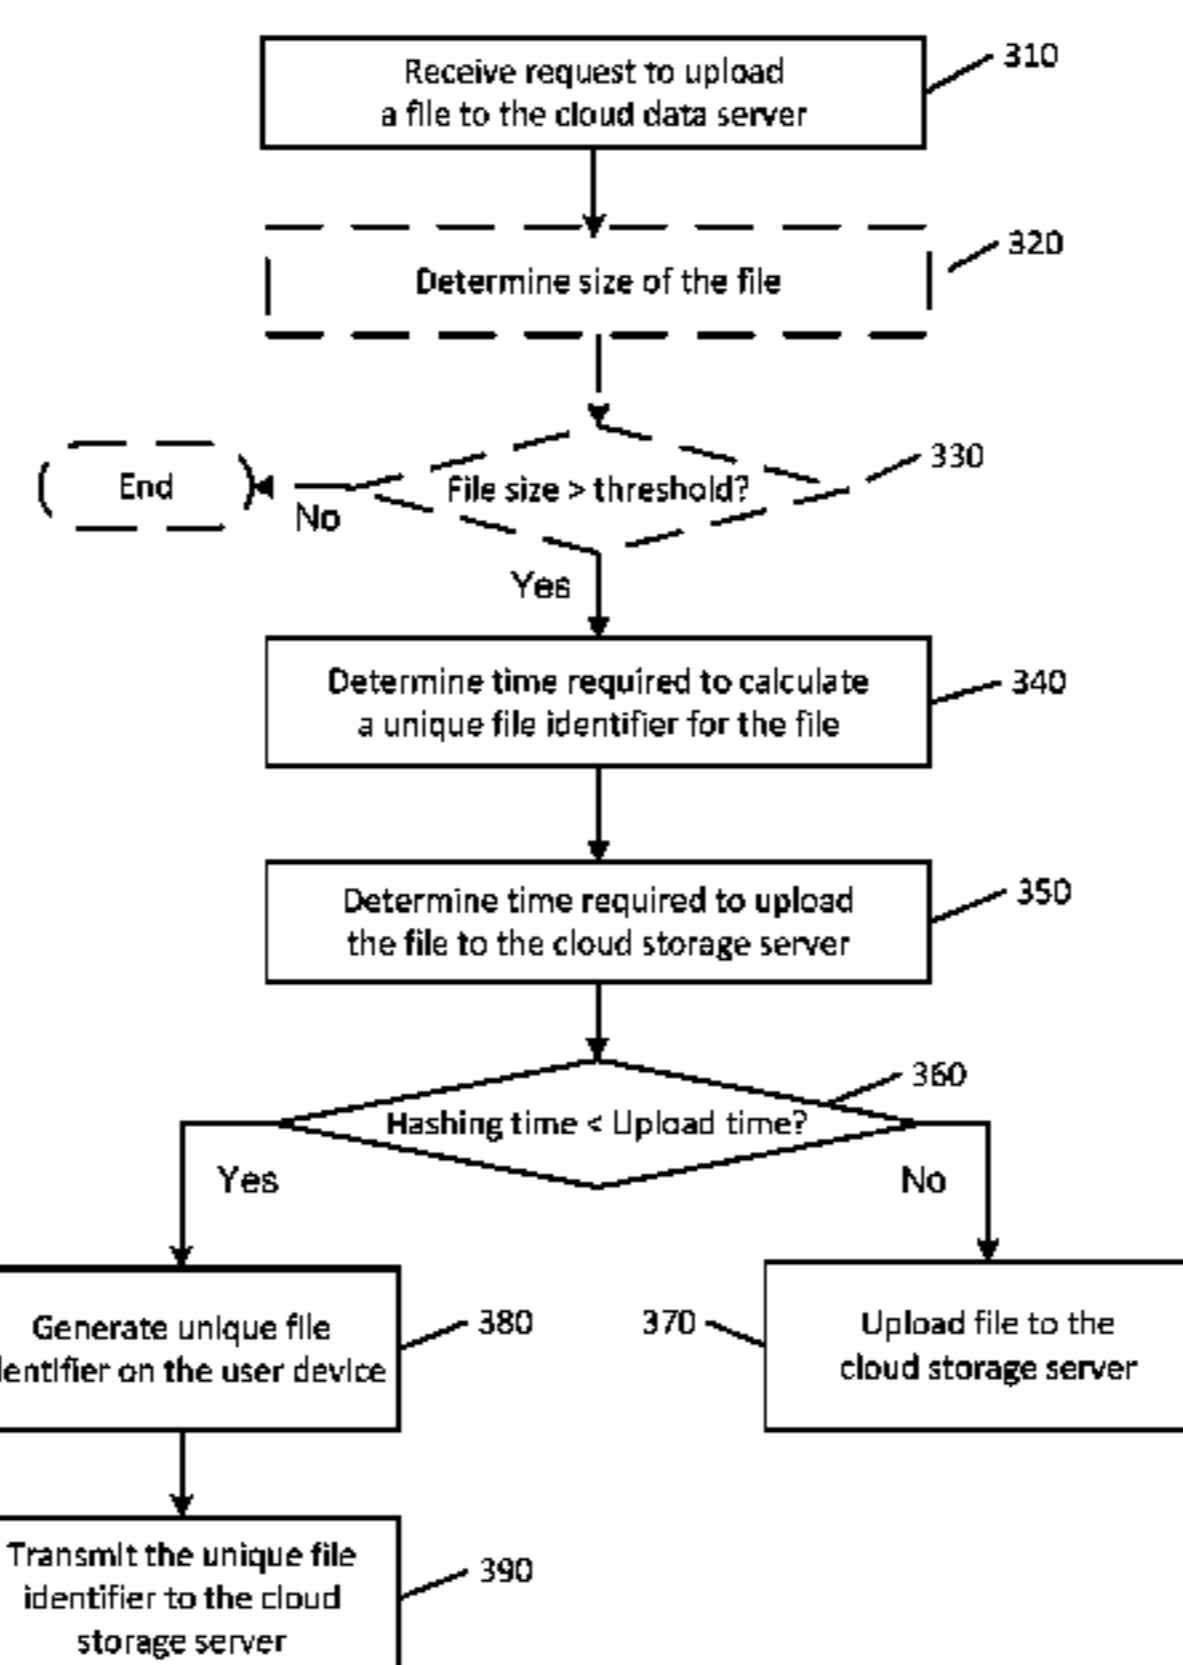 Receive request to upload
a file to the cloud data server
310
Determine size of the file
320
File size > threshold?
330
End
No
Yes
Determine time required to calculate
a unique file identifier for the file
340
Determine time required to upload
the file to the cloud storage server
350
Hashing time < Upload time?
360
Yes
No
Generate unique file
dentifier on the user device
380
370
Upload file to the
cloud storage server
Transmit the unique file
identifier to the cloud
storage server
390